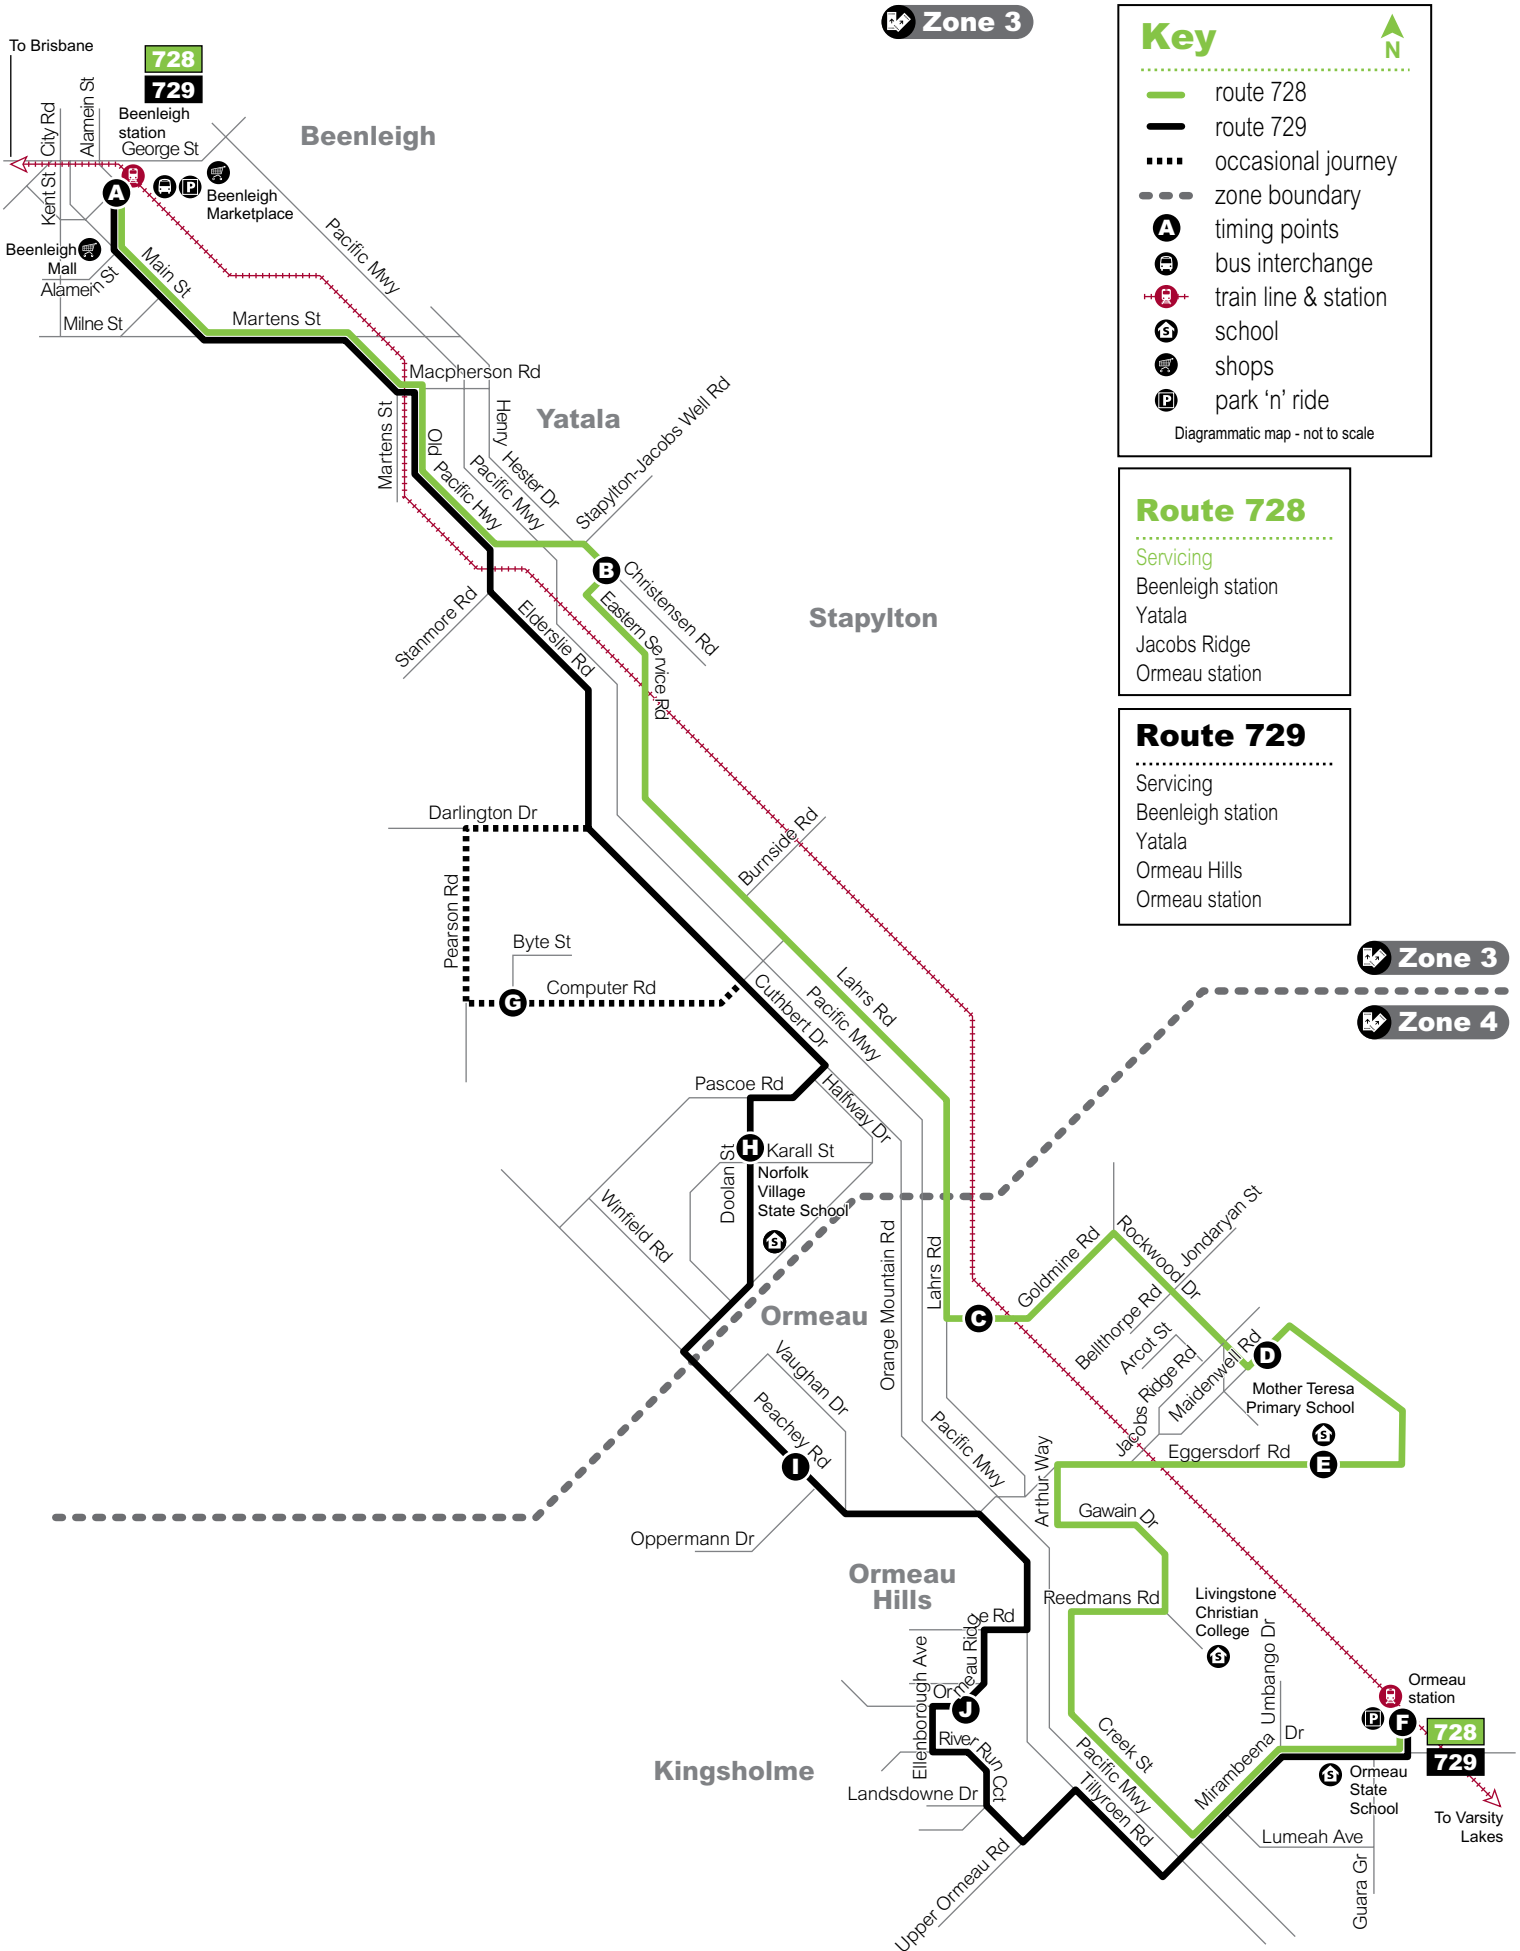 Zone 3
To Brisbane
728
729
Beenleigh
station
City Rd
Alamein St
George St
Beenleigh
A
Kent St
Beenleigh
Marketplace
Beenleigh
Mall
Alamein St
Main St
Milne St
Martens St
Pacific Mwy
Macpherson Rd
Martens St
Old
Pacific Hwy
Henry
Hester Dr
Pacific Mwy
Yatala
Stapylton-Jacobs Well Rd
B
Christensen Rd
Stapylton
Stanmore Rd
Elderslie Rd
Eastern Service Rd
Darlington Dr
Pearson Rd
Burnside Rd
Byte St
G
Computer Rd
Cuthbert Dr
Lahrs Rd
Pacific Mwy
Pascoe Rd
Halfway Dr
H
Karall St
Doolan St
Norfolk
Village
State School
Winfield Rd
Ormeau
Orange Mountain Rd
Lahrs Rd
C
Goldmine Rd
Rockwood Dr
Jondaryan St
Bellthorpe Rd
Arcot St
Jacobs Ridge Rd
Maidenwell Rd
D
Mother Teresa
Primary School
Vaughan Dr
Peachey Rd
I
Pacific Mwy
Arthur Way
Eggersdorf Rd
E
Gawain Dr
Oppermann Dr
Ormeau
Hills
Reedmans Rd
Livingstone
Christian
College
Umbango Dr
Ormeau Ridge Rd
Ellenborough Ave
J
River Run Cct
Kingsholme
Landsdowne Dr
Creek St
Pacific Mwy
Tillyroen Rd
Upper Ormeau Rd
Mirambeena Dr
Ormeau
station
P
F
728
729
Ormeau
State
School
Lumeah Ave
Guara Gr
To Varsity
Lakes
Key
N
route 728
route 729
occasional journey
zone boundary
A timing points
bus interchange
train line & station
S school
shops
P park ‘n’ ride
Diagrammatic map - not to scale
Route 728
Servicing
Beenleigh station
Yatala
Jacobs Ridge
Ormeau station
Route 729
Servicing
Beenleigh station
Yatala
Ormeau Hills
Ormeau station
Zone 3
Zone 4